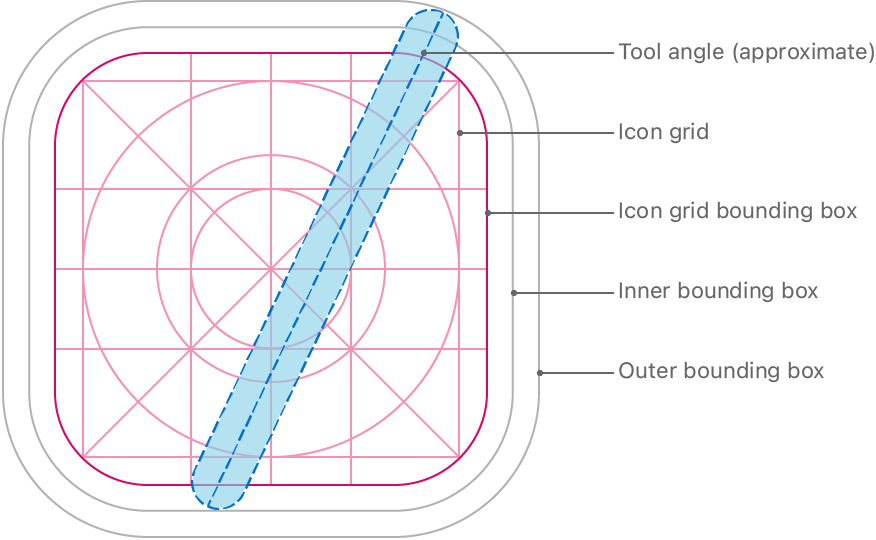 Tool angle (approximate)
Icon grid
Icon grid bounding box
Inner bounding box
Outer bounding box